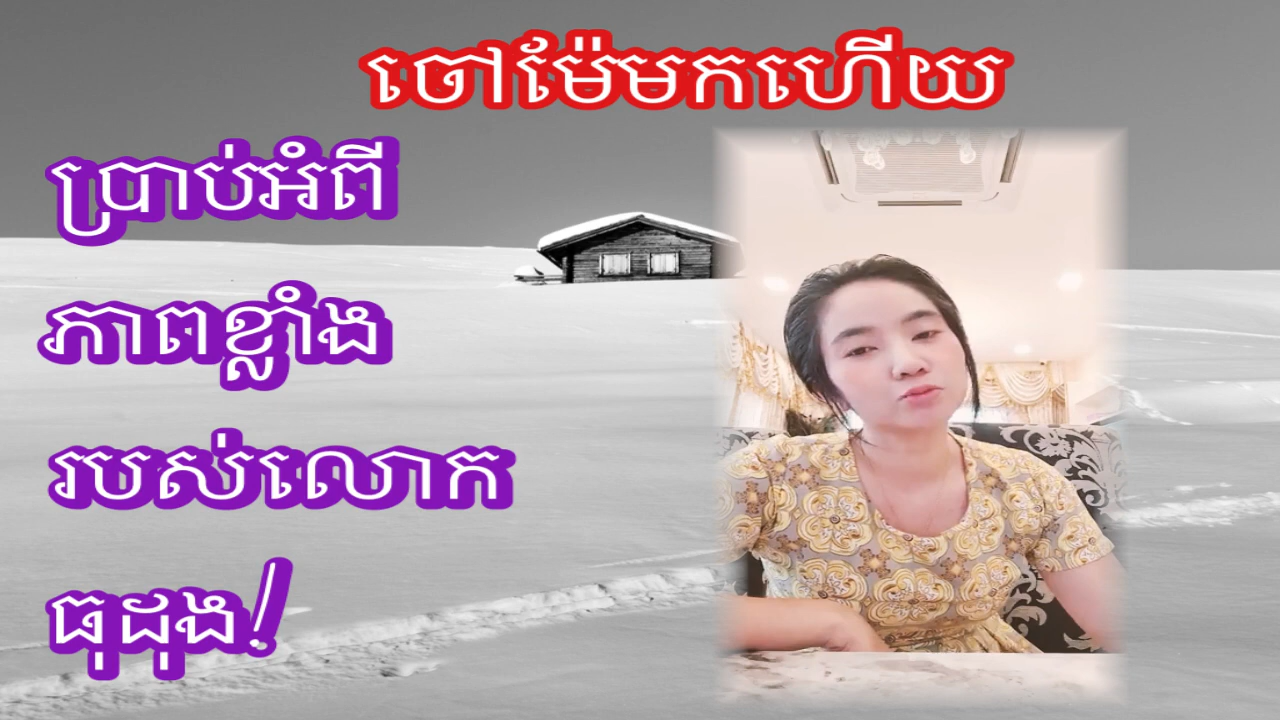 ចៅម៉ែមកហើយ
ប្រាប់អំពី
ភាពខ្លាំង
របស់លោក
ធុដុង!